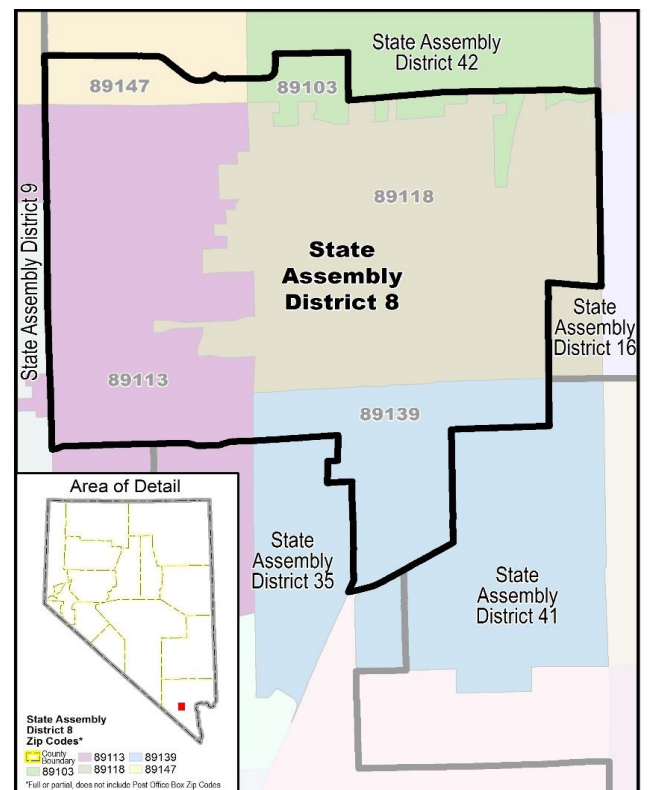 State Assembly
District 42
89147
89103
State Assembly District 9
89118
State
Assembly
District 8
State
Assembly
District 16
89113
89139
Area of Detail
State
Assembly
District 35
State
Assembly
District 41
State Assembly
District 8
Zip Codes*
County
Boundary
89113
89139
89103
89118
89147
*Full or partial, does not include Post Office Box Zip Codes